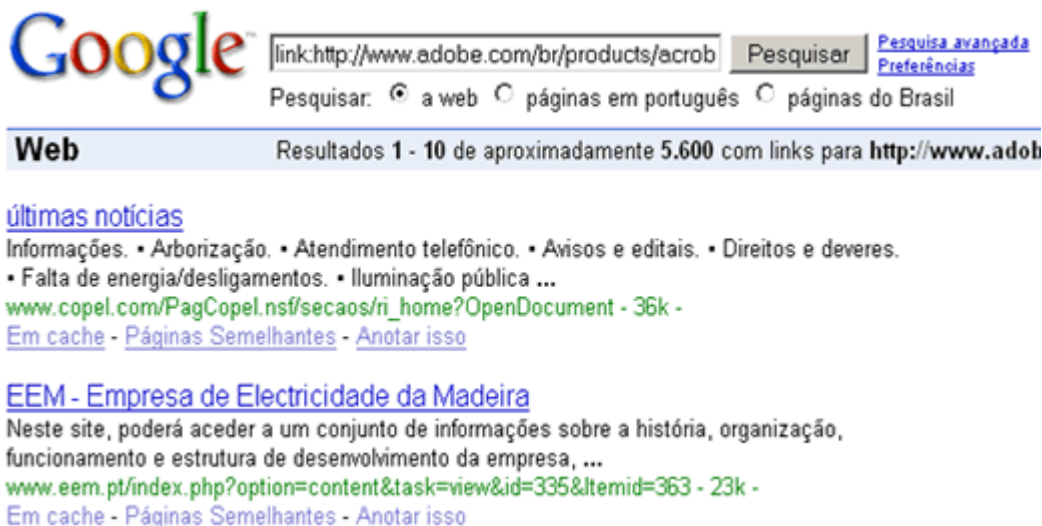 Google™
link:http://www.adobe.com/br/products/acrob Pesquisar Pesquisa avançada
Preferências
Pesquisar: a web páginas em português páginas do Brasil
Web Resultados 1 - 10 de aproximadamente 5.600 com links para http://www.adob
últimas notícias
Informações. ▪ Arborização. ▪ Atendimento telefônico. ▪ Avisos e editais. ▪ Direitos e deveres.
▪ Falta de energia/desligamentos. ▪ Iluminação pública ...
www.copel.com/PagCopel.nsf/secaos/ri_home?OpenDocument - 36k -
Em cache - Páginas Semelhantes - Anotar isso
EEM - Empresa de Electricidade da Madeira
Neste site, poderá aceder a um conjunto de informações sobre a história, organização,
funcionamento e estrutura de desenvolvimento da empresa, ...
www.eem.pt/index.php?option=content&task=view&id=335&Itemid=363 - 23k -
Em cache - Páginas Semelhantes - Anotar isso